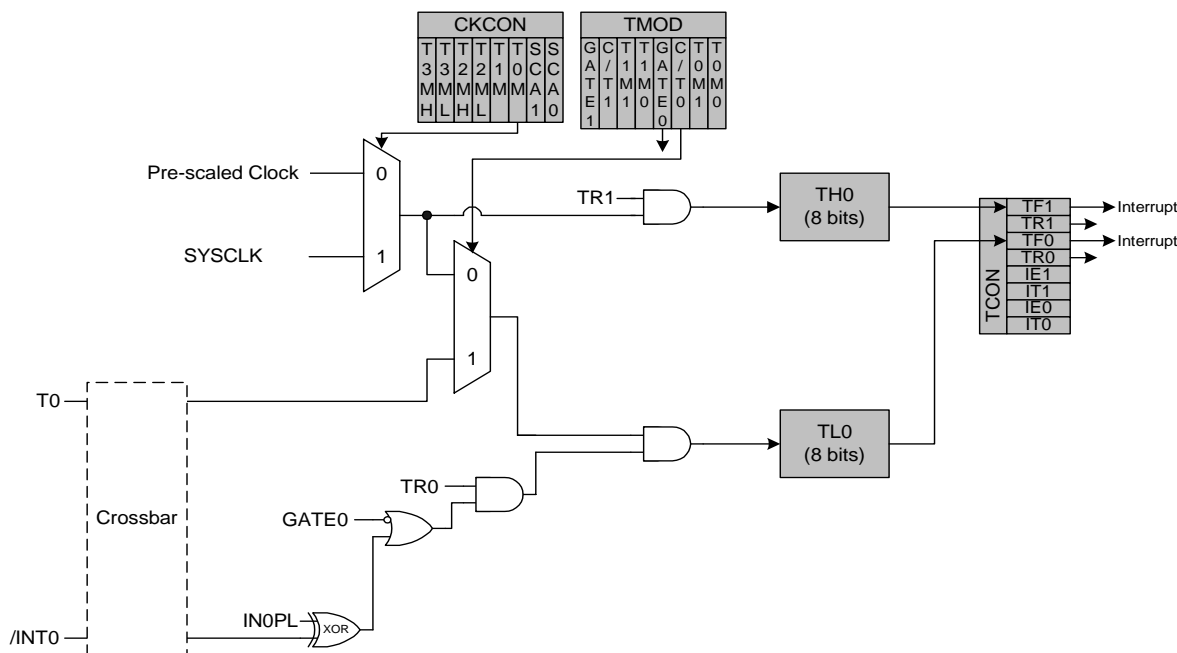 CKCON
T3MH
T3ML
T2MH
T2ML
T1M
T0M
SCA1
SCA0
TMOD
GATE1
C/T1
T1M1
T1M0
GATE0
C/T0
T0M1
T0M0
Pre-scaled Clock
0
SYSCLK
1
TR1
TH0
(8 bits)
TCON
TF1
TR1
TF0
TR0
IE1
IT1
IE0
IT0
Interrupt
Interrupt
0
1
T0
Crossbar
/INT0
TL0
(8 bits)
TR0
GATE0
IN0PL
XOR